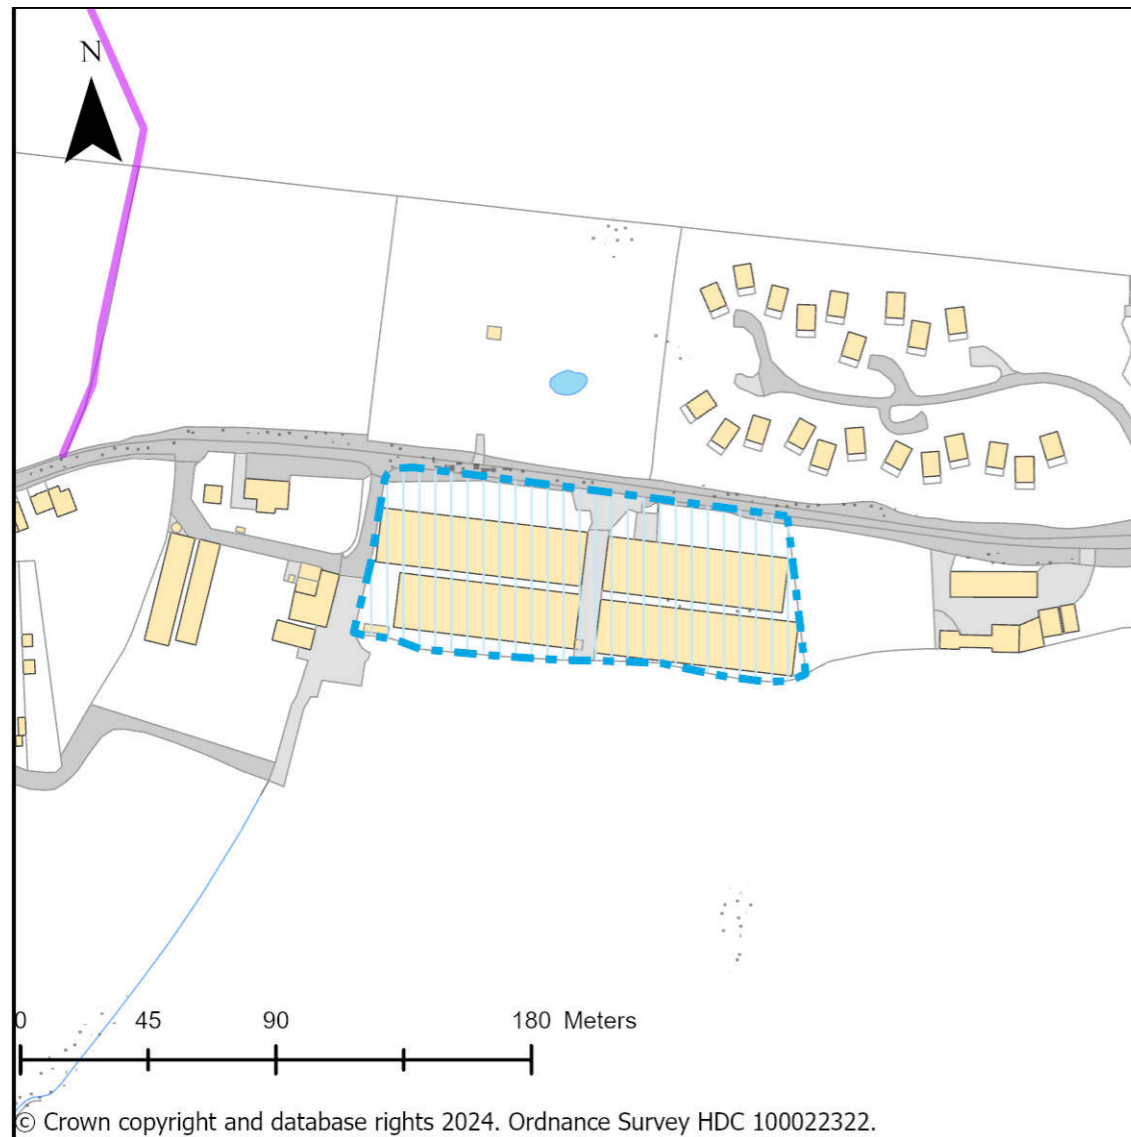 N
0 45 90 180 Meters
© Crown copyright and database rights 2024. Ordnance Survey HDC 100022322.